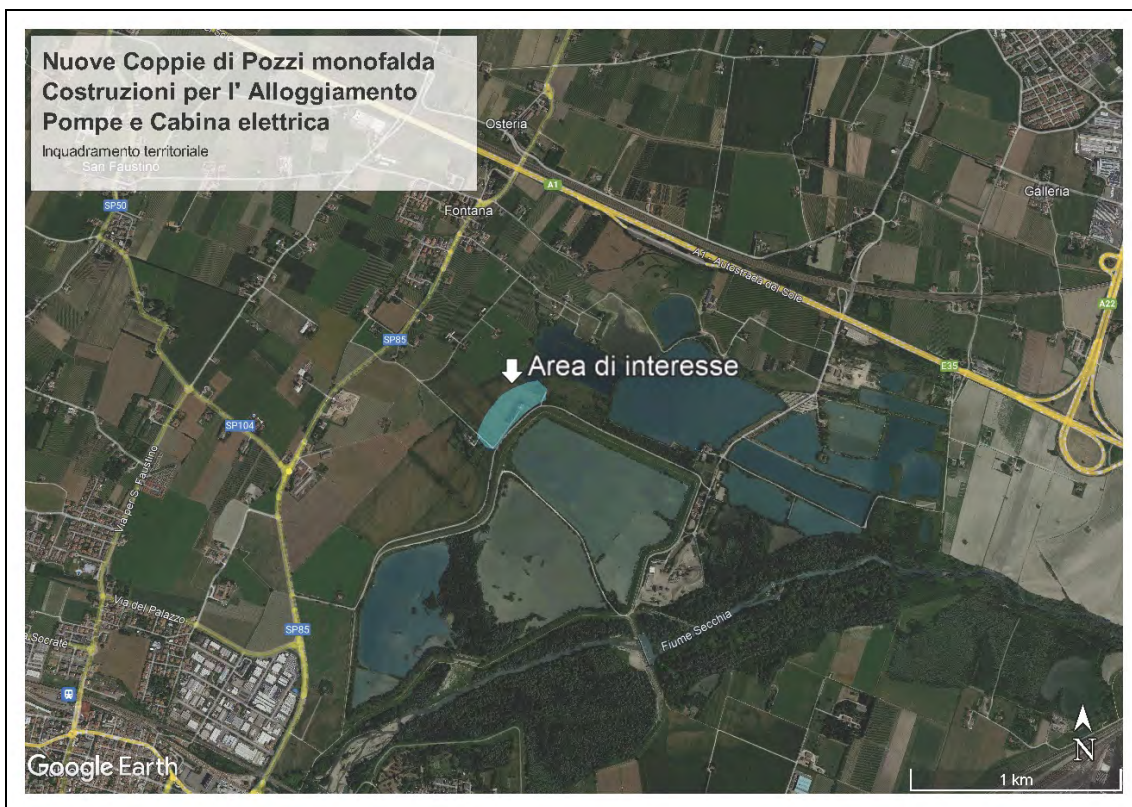 Nuove Coppie di Pozzi monofalda
Costruzioni per l' Alloggiamento
Pompe e Cabina elettrica
Inquadramento territoriale
San Faustino
Osteria
SP50
Fontana
A1
Galleria
A1 - Autostrada del Sole
A22
SP85
E35
Area di interesse
SP104
Via per S. Faustino
Via del Palazzo
Socrate
SP85
Fiume Secchia
Google Earth
N
1 km